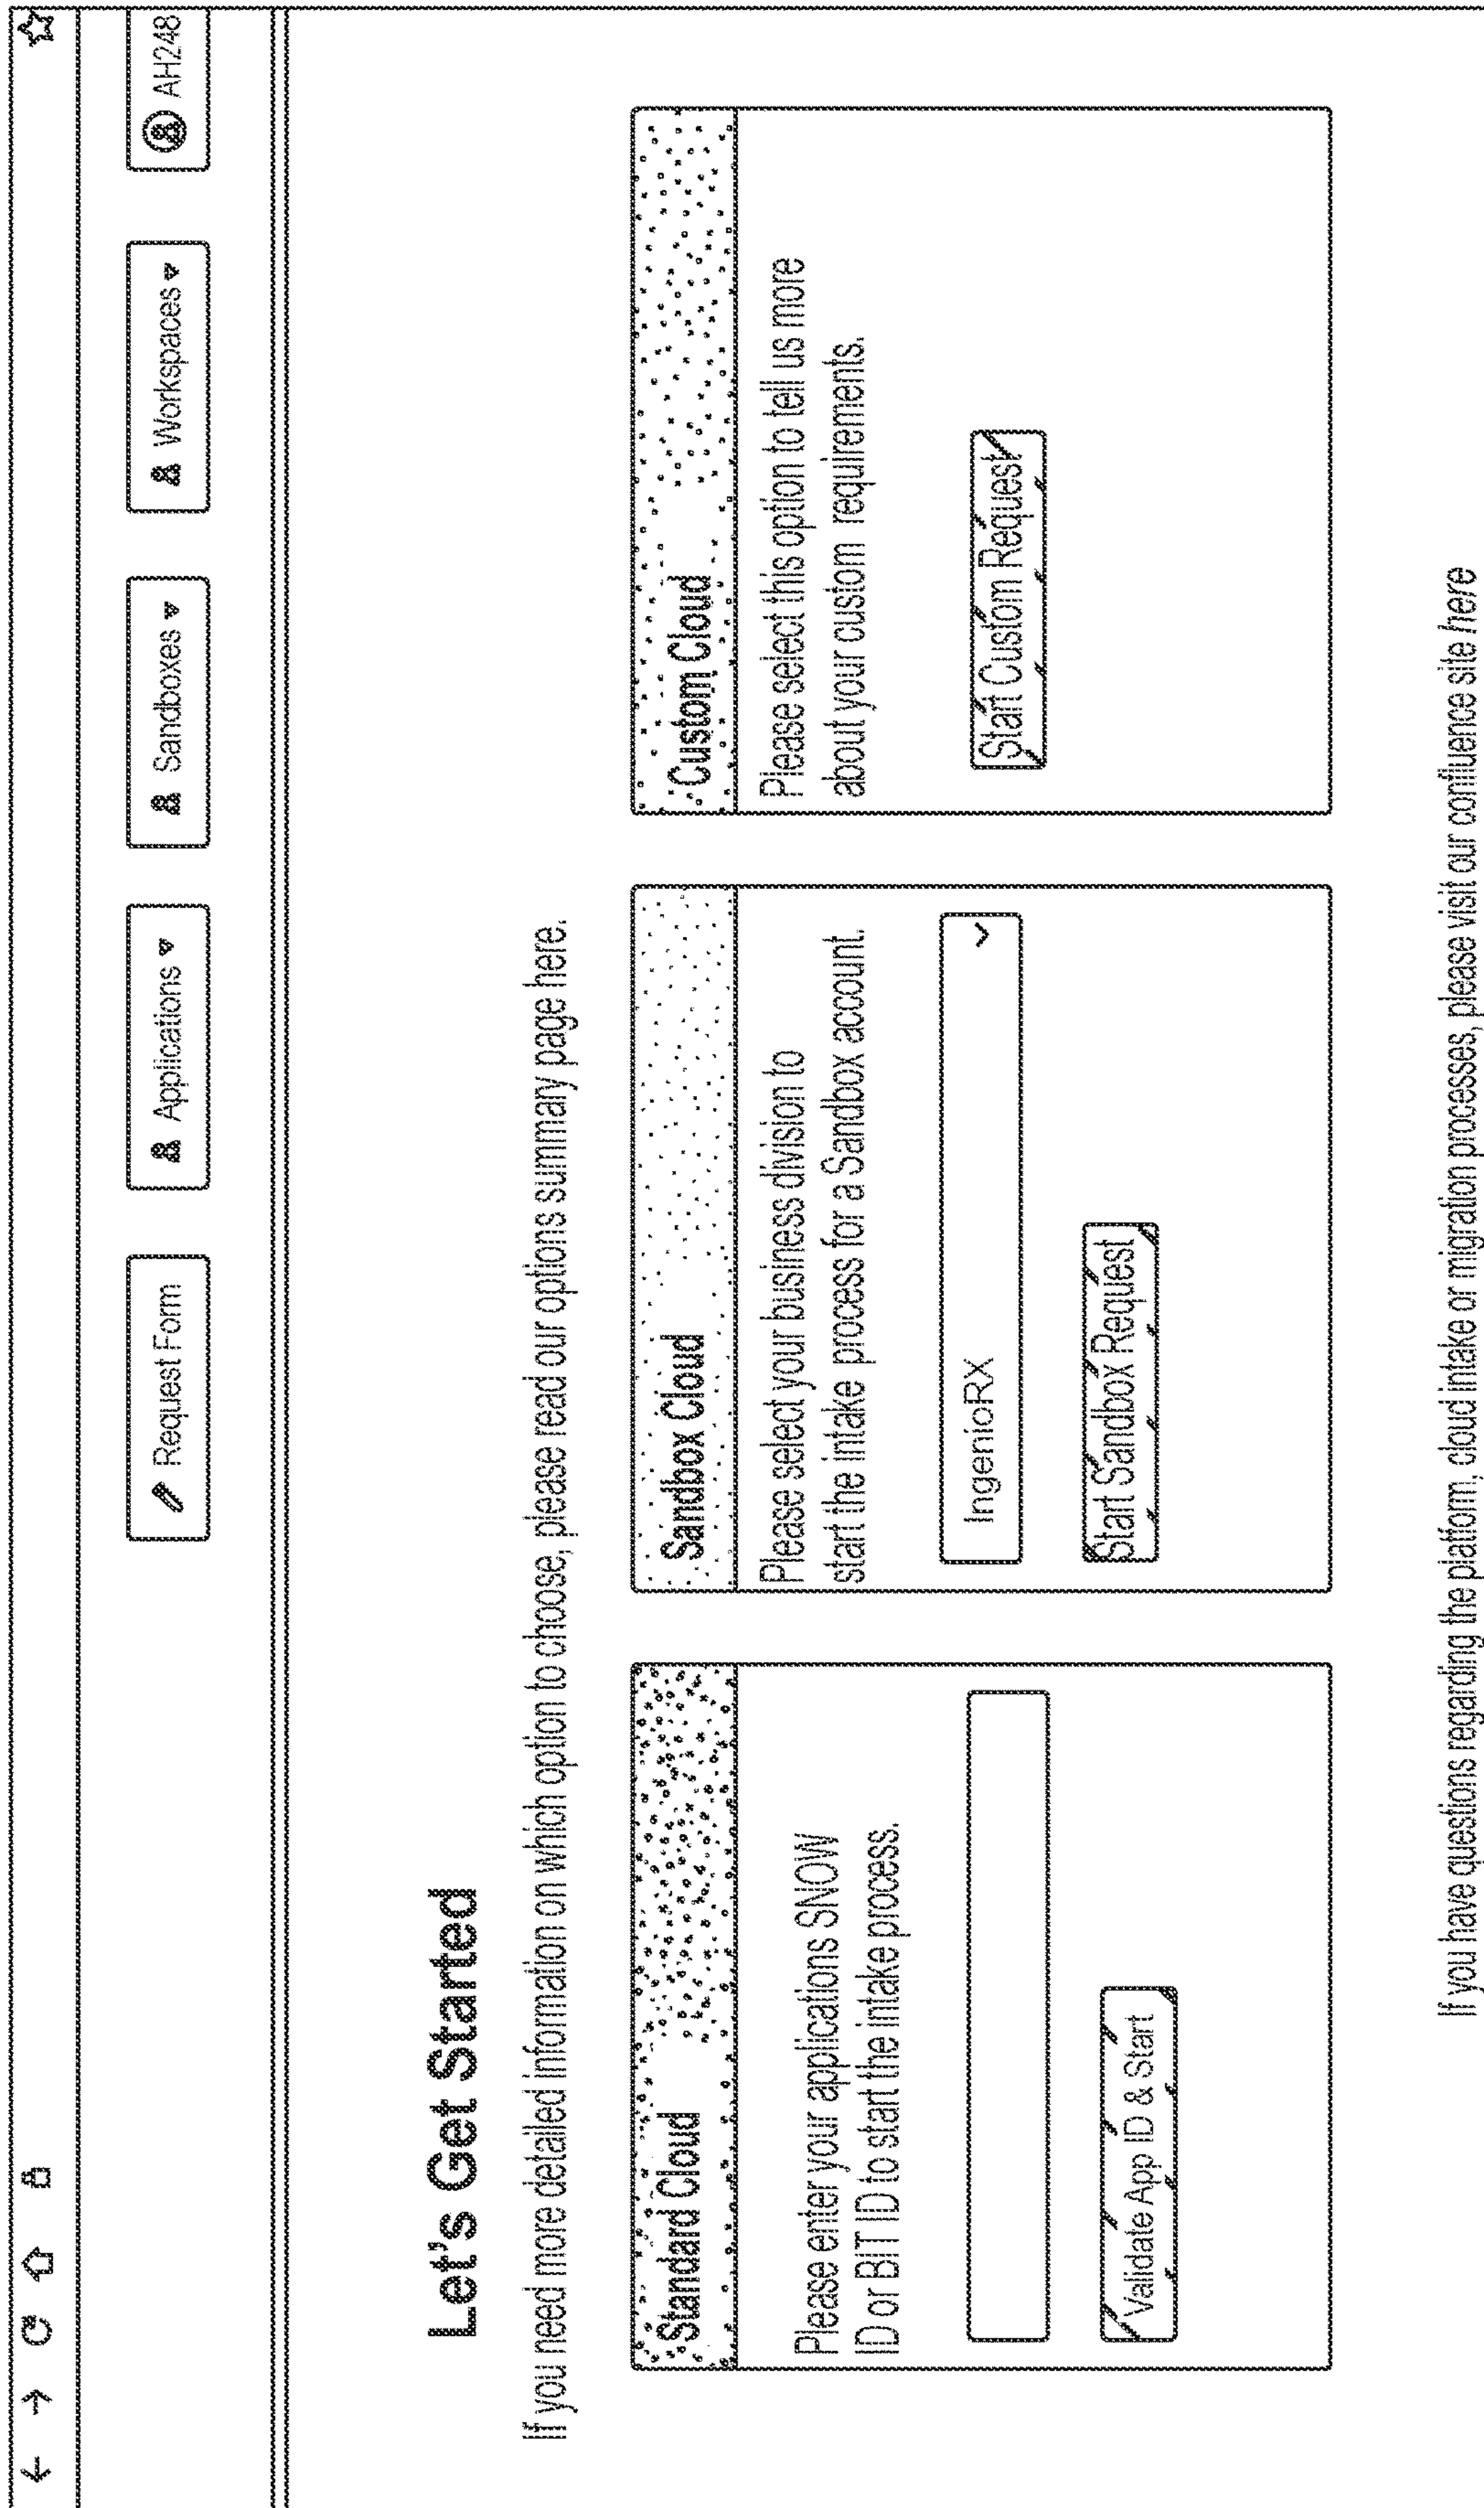 Request Form
Applications
Sandboxes
Workspaces
AH248
Let's Get Started
If you need more detailed information on which option to choose, please read our options summary page here.
Standard Cloud
Please enter your applications SNOW
ID or BIT ID to start the intake process.
Validate App ID & Start
Sandbox Cloud
Please select your business division to
start the intake process for a Sandbox account.
IngenioRX
Start Sandbox Request
Custom Cloud
Please select this option to tell us more
about your custom requirements.
Start Custom Request
If you have questions regarding the platform, cloud intake or migration processes, please visit our confluence site here